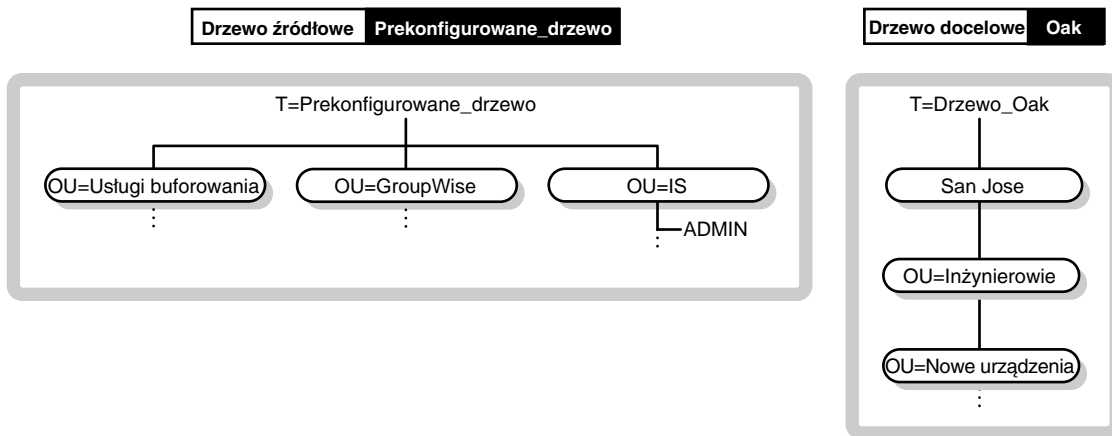 Drzewo źródłowe Prekonfigurowane_drzewo
T=Prekonfigurowane_drzewo
OU=Usługi buforowania
OU=GroupWise
OU=IS
ADMIN
Drzewo docelowe Oak
T=Drzewo_Oak
San Jose
OU=Inżynierowie
OU=Nowe urządzenia